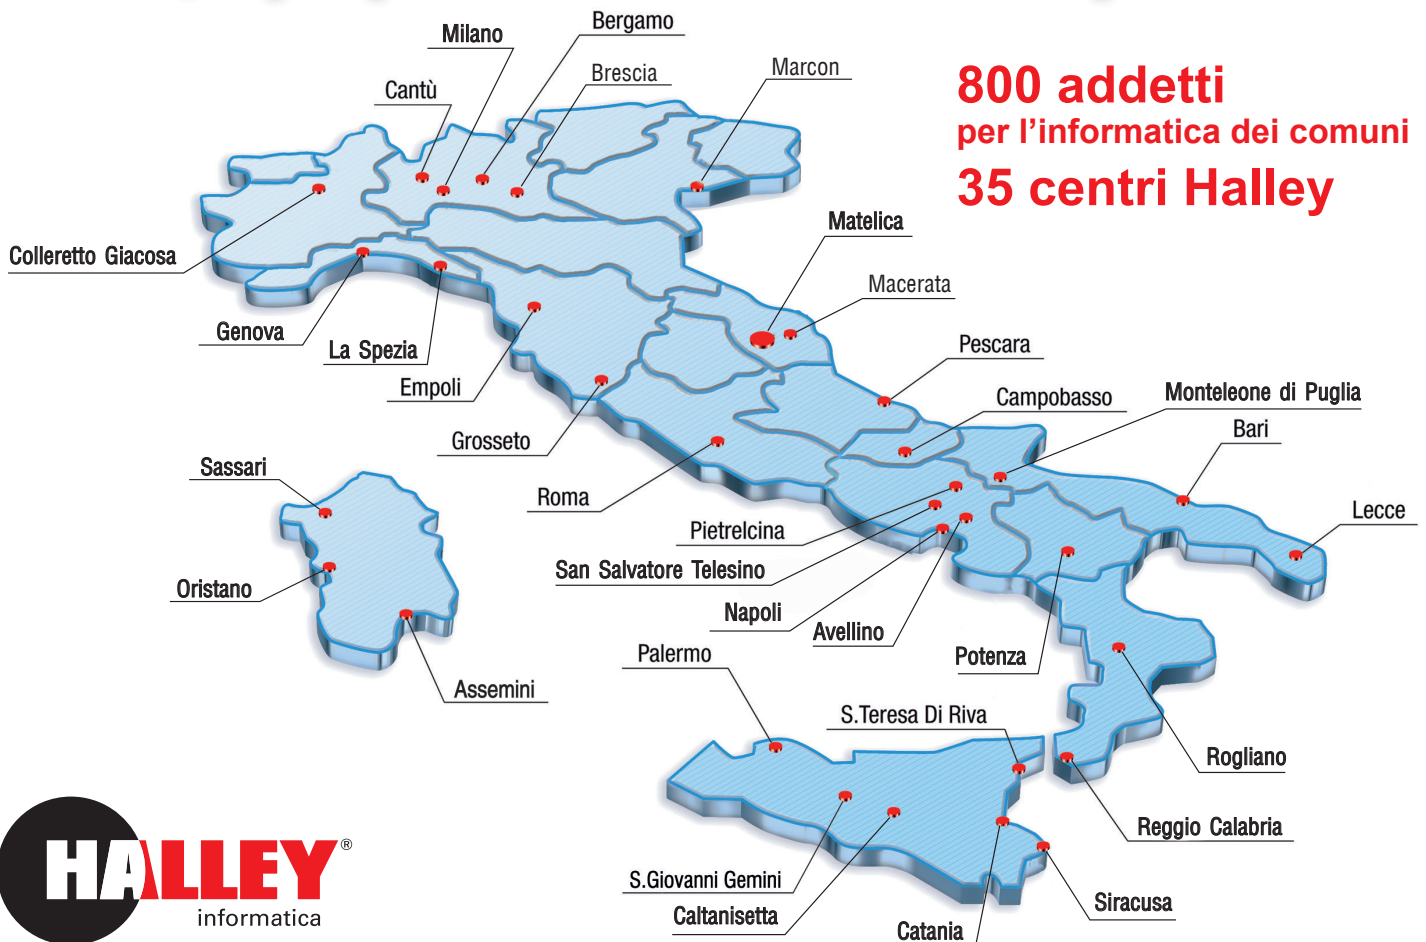 Bergamo
Milano
Brescia
Marcon
Cantù
800 addetti
per l'informatica dei comuni
35 centri Halley
Matelica
Colleretto Giacosa
Macerata
Genova
La Spezia
Pescara
Empoli
Campobasso
Monteleone di Puglia
Grosseto
Bari
Sassari
Roma
Lecce
Pietrelcina
San Salvatore Telesino
Oristano
Napoli
Avellino
Potenza
Palermo
Assemini
S.Teresa Di Riva
Rogliano
Reggio Calabria
S.Giovanni Gemini
Caltanisetta
Siracusa
Catania
HALLEY®
informatica